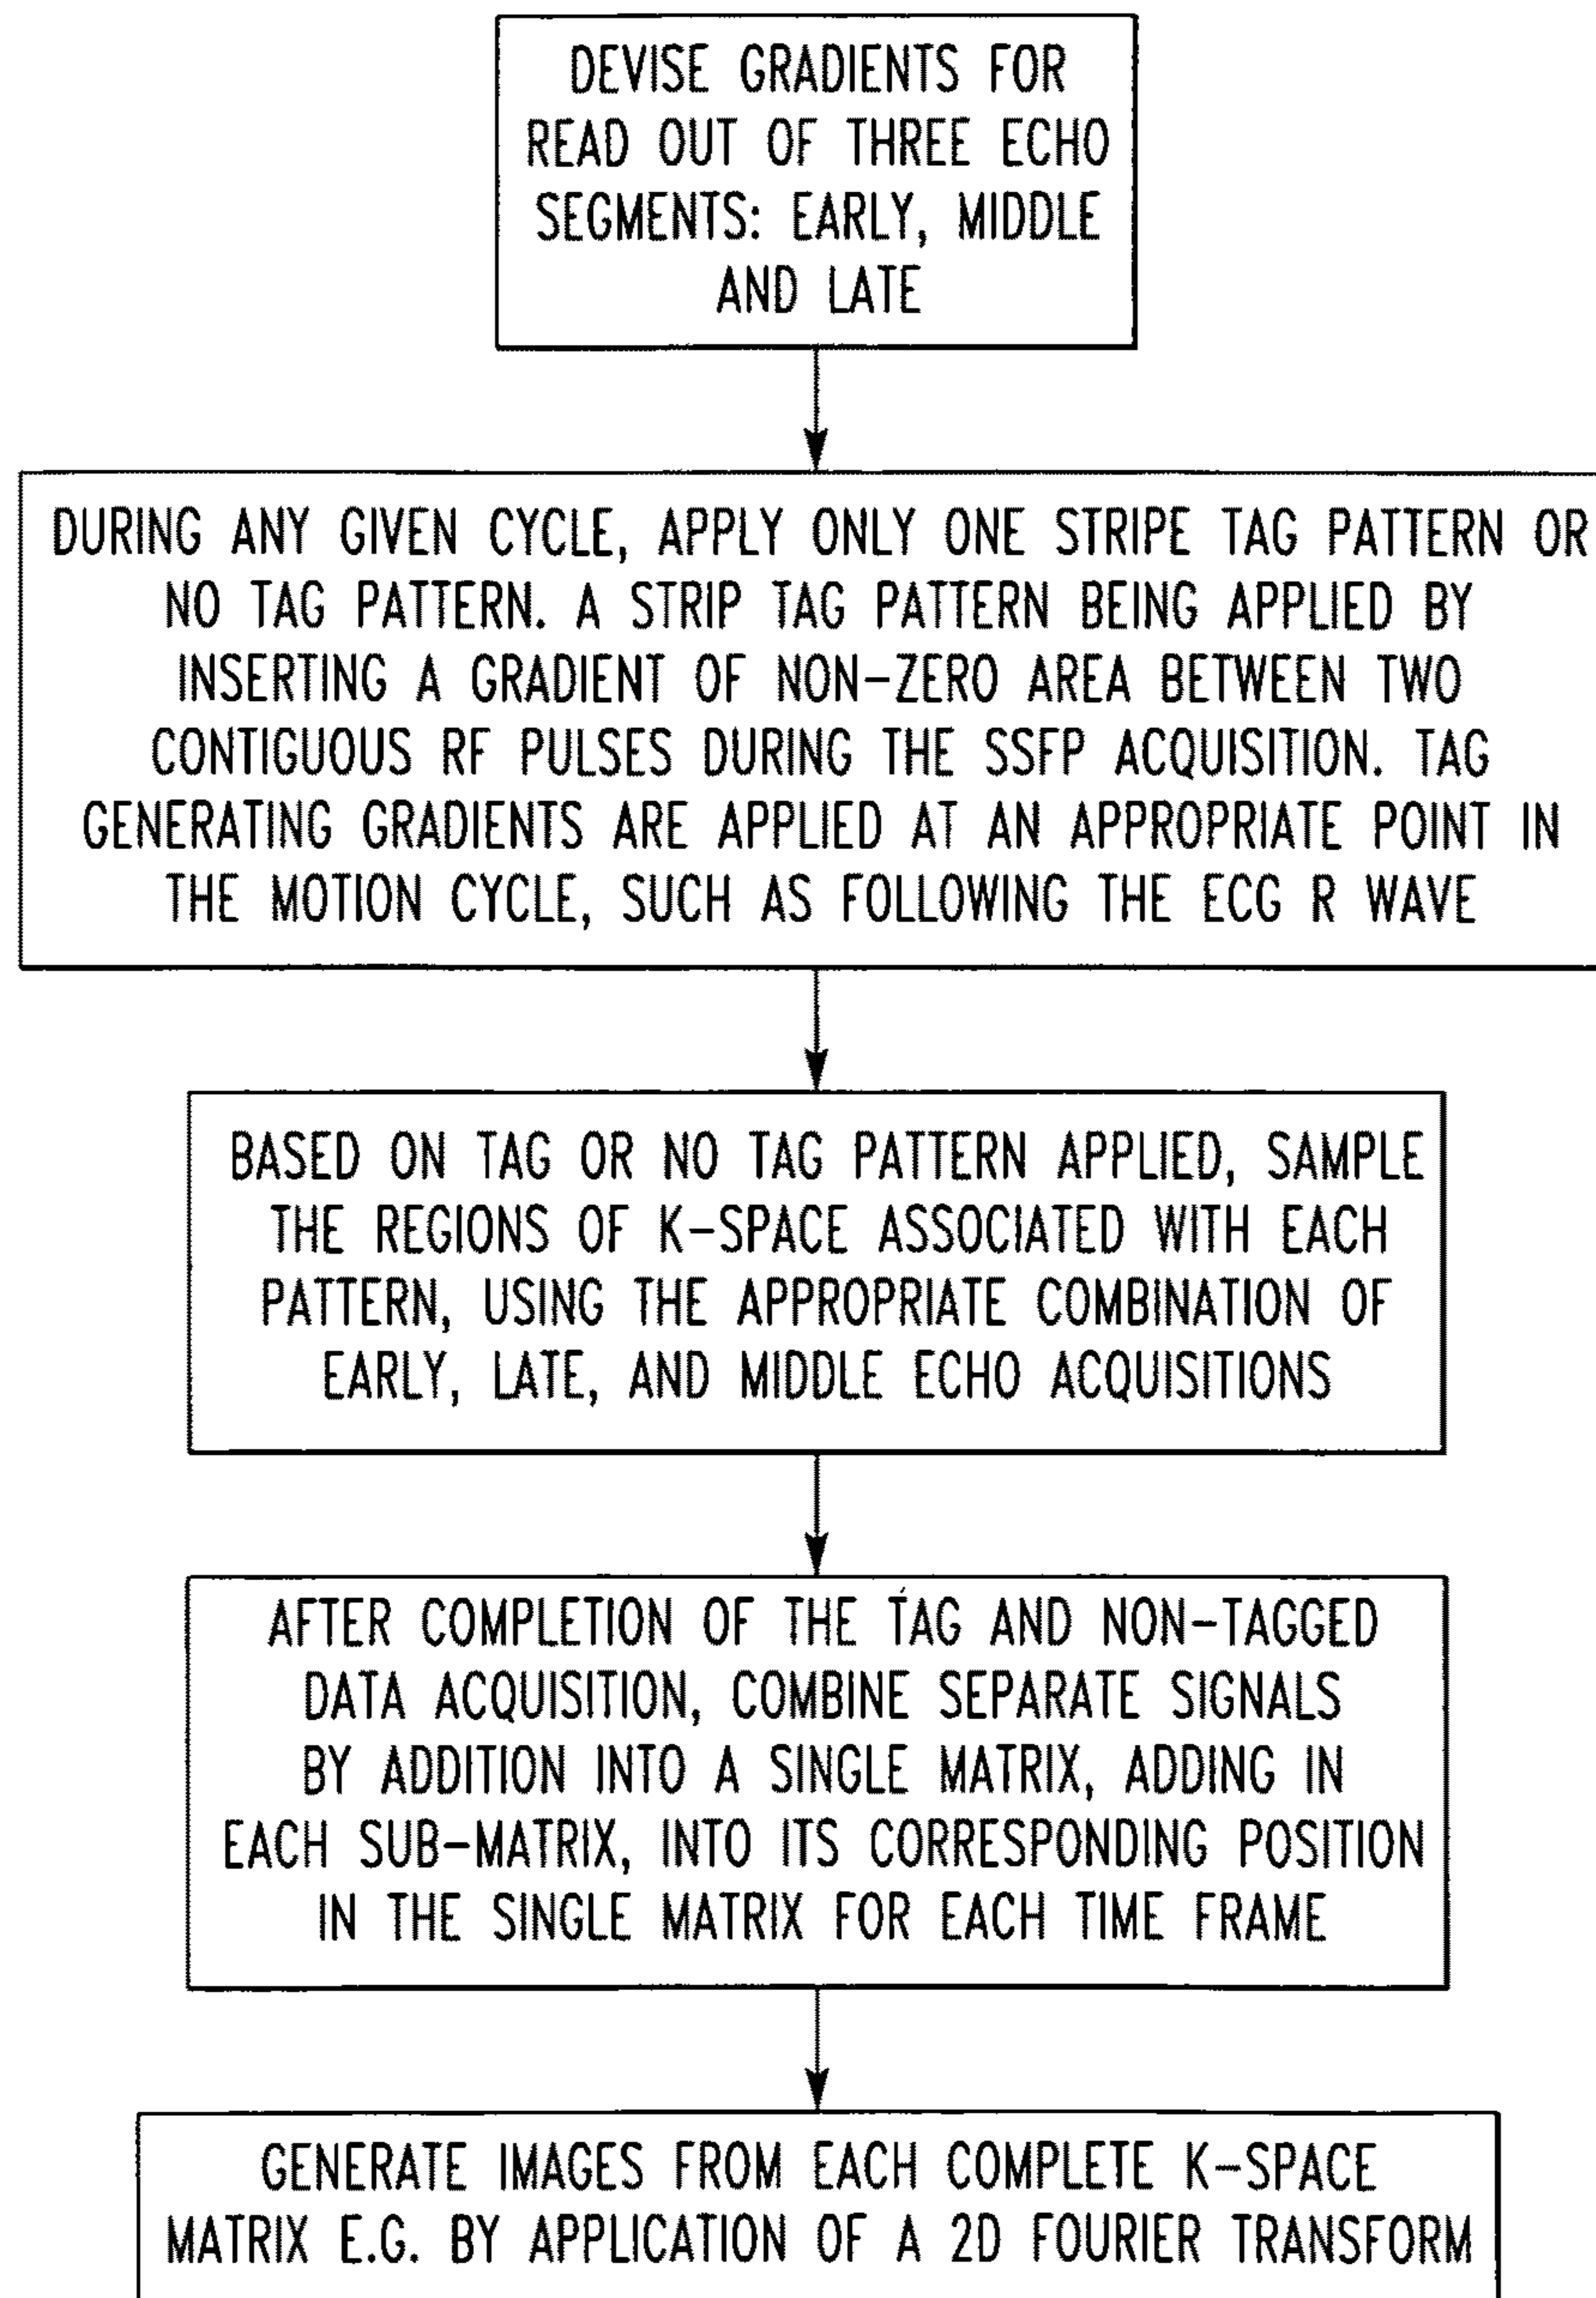 DEVISE GRADIENTS FOR
READ OUT OF THREE ECHO
SEGMENTS: EARLY, MIDDLE
AND LATE
DURING ANY GIVEN CYCLE, APPLY ONLY ONE STRIPE TAG PATTERN OR
NO TAG PATTERN. A STRIP TAG PATTERN BEING APPLIED BY
INSERTING A GRADIENT OF NON-ZERO AREA BETWEEN TWO
CONTIGUOUS RF PULSES DURING THE SSFP ACQUISITION. TAG
GENERATING GRADIENTS ARE APPLIED AT AN APPROPRIATE POINT IN
THE MOTION CYCLE, SUCH AS FOLLOWING THE ECG R WAVE
BASED ON TAG OR NO TAG PATTERN APPLIED, SAMPLE
THE REGIONS OF K-SPACE ASSOCIATED WITH EACH
PATTERN, USING THE APPROPRIATE COMBINATION OF
EARLY, LATE, AND MIDDLE ECHO ACQUISITIONS
AFTER COMPLETION OF THE TAG AND NON-TAGGED
DATA ACQUISITION, COMBINE SEPARATE SIGNALS
BY ADDITION INTO A SINGLE MATRIX, ADDING IN
EACH SUB-MATRIX, INTO ITS CORRESPONDING POSITION
IN THE SINGLE MATRIX FOR EACH TIME FRAME
GENERATE IMAGES FROM EACH COMPLETE K-SPACE
MATRIX E.G. BY APPLICATION OF A 2D FOURIER TRANSFORM